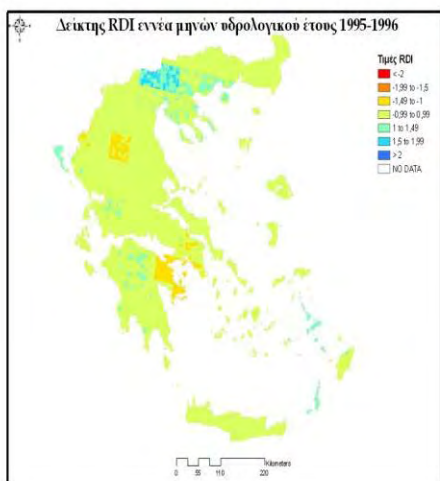 Δείκτης RDI εννέα μηνών υδρολογικού έτους 1995-1996
Τιμές RDI
< -2
-1,99 to -1,5
-1,49 to -1
-0,99 to 0,99
1 to 1,49
1,5 to 1,99
> 2
NO DATA
Kilometers
0 55 110 220